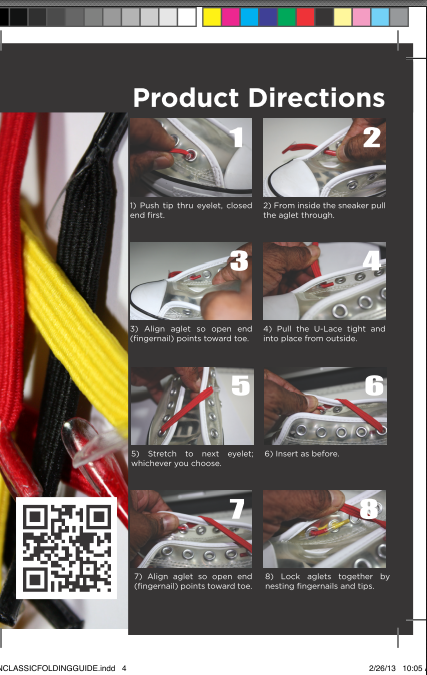 Product Directions
1
2
1) Push tip thru eyelet, closed
end first.
2) From inside the sneaker pull
the aglet through.
3
4
3) Align aglet so open end
(fingernail) points toward toe.
4) Pull the U-Lace tight and
into place from outside.
5
6
5) Stretch to next eyelet;
whichever you choose.
6) Insert as before.
7
8
7) Align aglet so open end
(fingernail) points toward toe.
8) Lock aglets together by
nesting fingernails and tips.
NCLASSICFOLDINGGUIDE.indd 4
2/26/13 10:05